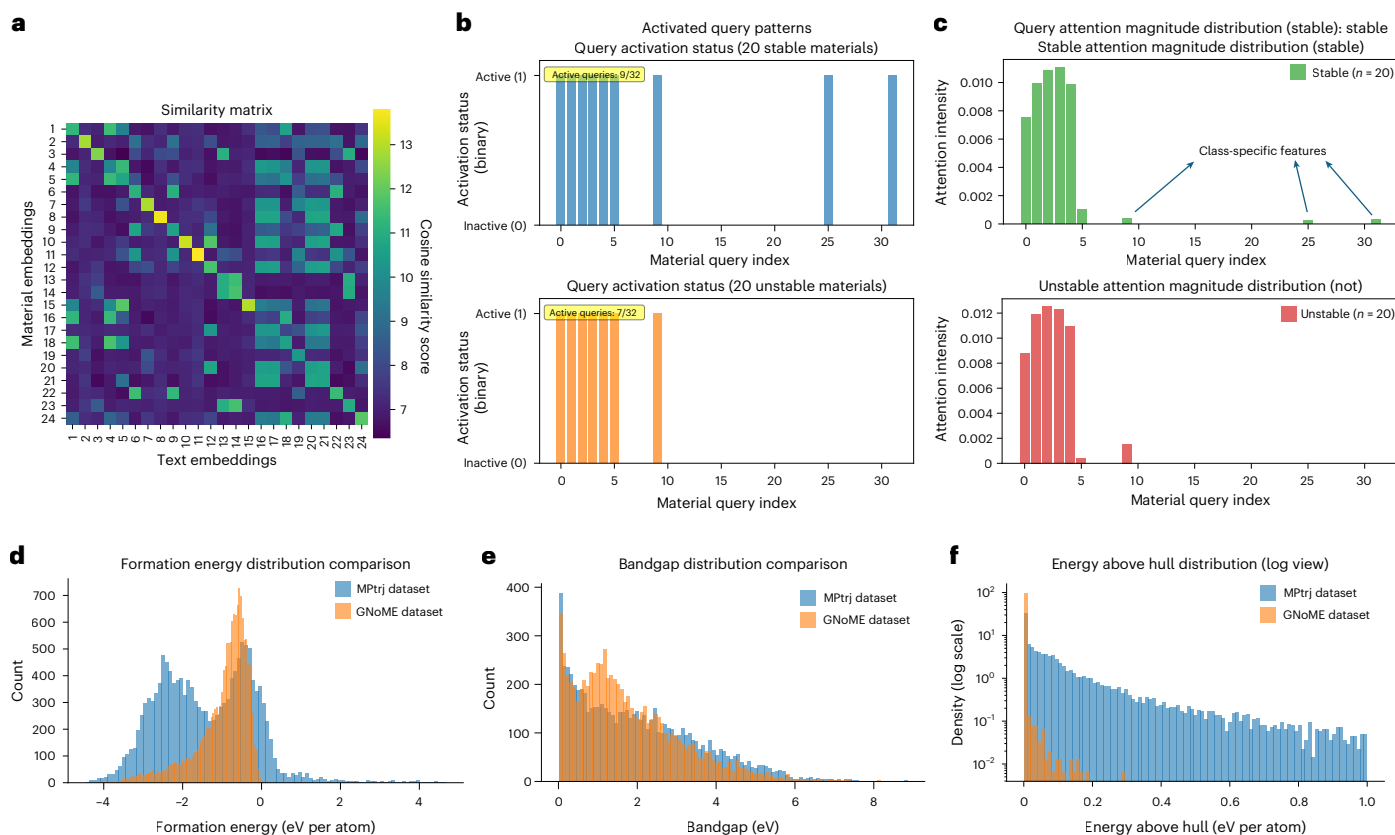 a
Similarity matrix
1
2
3
4
5
6
7
8
9
10
11
12
13
14
15
16
17
18
19
20
21
22
23
24
Material embeddings
1 2 3 4 5 6 7 8 9 10 11 12 13 14 15 16 17 18 19 20 21 22 23 24
Text embeddings
13
12
11
10
9
8
7
Cosine similarity score
b
Activated query patterns
Query activation status (20 stable materials)
Active (1)
Active queries: 9/32
Activation status
(binary)
Inactive (0)
0 5 10 15 20 25 30
Material query index
Query activation status (20 unstable materials)
Active (1)
Active queries: 7/32
Activation status
(binary)
Inactive (0)
0 5 10 15 20 25 30
Material query index
c
Query attention magnitude distribution (stable): stable
Stable attention magnitude distribution (stable)
Stable (n = 20)
0.010
0.008
0.006
0.004
0.002
0
Attention intensity
Class-specific features
0 5 10 15 20 25 30
Material query index
Unstable attention magnitude distribution (not)
Unstable (n = 20)
0.012
0.010
0.008
0.006
0.004
0.002
0
Attention intensity
0 5 10 15 20 25 30
Material query index
d
Formation energy distribution comparison
MPtrj dataset
GNoME dataset
700
600
500
400
300
200
100
0
Count
−4 −2 0 2 4
Formation energy (eV per atom)
e
Bandgap distribution comparison
MPtrj dataset
GNoME dataset
400
300
200
100
0
Count
0 2 4 6 8
Bandgap (eV)
f
Energy above hull distribution (log view)
MPtrj dataset
GNoME dataset
10²
10¹
10⁰
10⁻¹
10⁻²
Density (log scale)
0 0.2 0.4 0.6 0.8 1.0
Energy above hull (eV per atom)